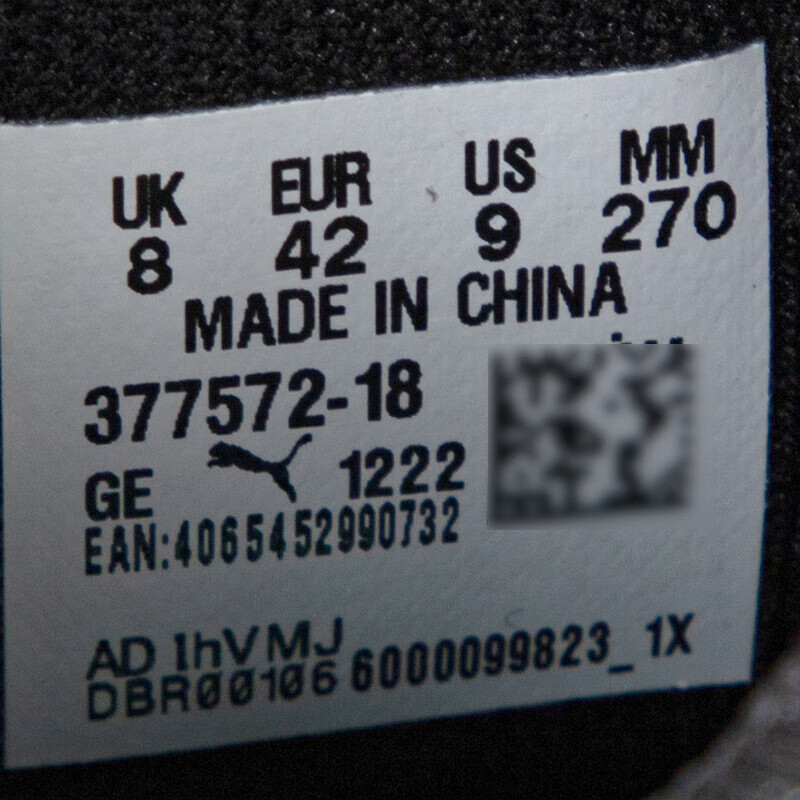 UK EUR US MM
8 42 9 270
MADE IN CHINA
377572-18
GE 1222
EAN:4065452990732
AD 1hVMJ
DBR00106 6000099823_1X